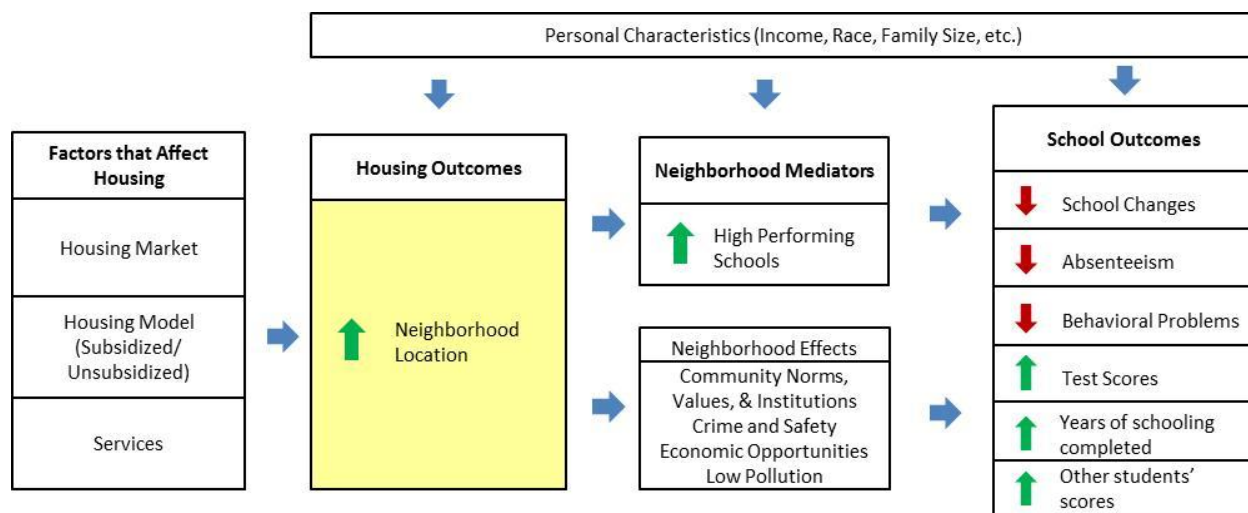 Personal Characteristics (Income, Race, Family Size, etc.)
Factors that Affect
Housing
Housing Market
Housing Model
(Subsidized/
Unsubsidized)
Services
Housing Outcomes
Neighborhood
Location
Neighborhood Mediators
High Performing
Schools
Neighborhood Effects
Community Norms,
Values, & Institutions
Crime and Safety
Economic Opportunities
Low Pollution
School Outcomes
School Changes
Absenteeism
Behavioral Problems
Test Scores
Years of schooling
completed
Other students’
scores